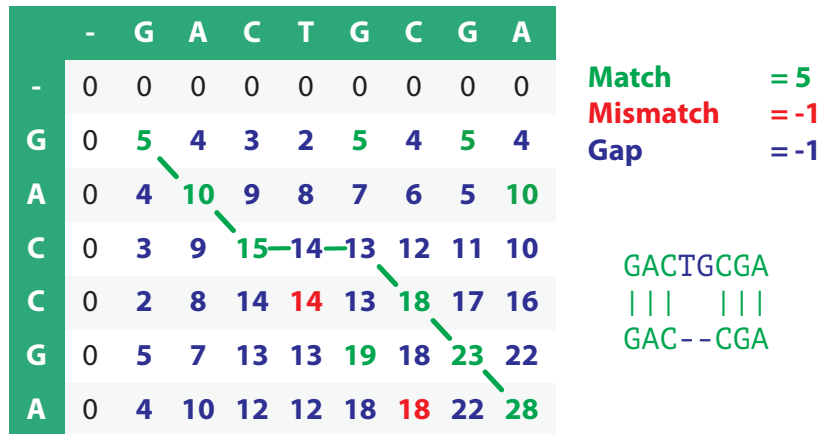 - G A C T G C G A
- 0 0 0 0 0 0 0 0 0
G 0 5 4 3 2 5 4 5 4
A 0 4 10 9 8 7 6 5 10
C 0 3 9 15 14 13 12 11 10
C 0 2 8 14 14 13 18 17 16
G 0 5 7 13 13 19 18 23 22
A 0 4 10 12 12 18 18 22 28
Match = 5
Mismatch = -1
Gap = -1
GACTGCGA
||| |||
GAC--CGA